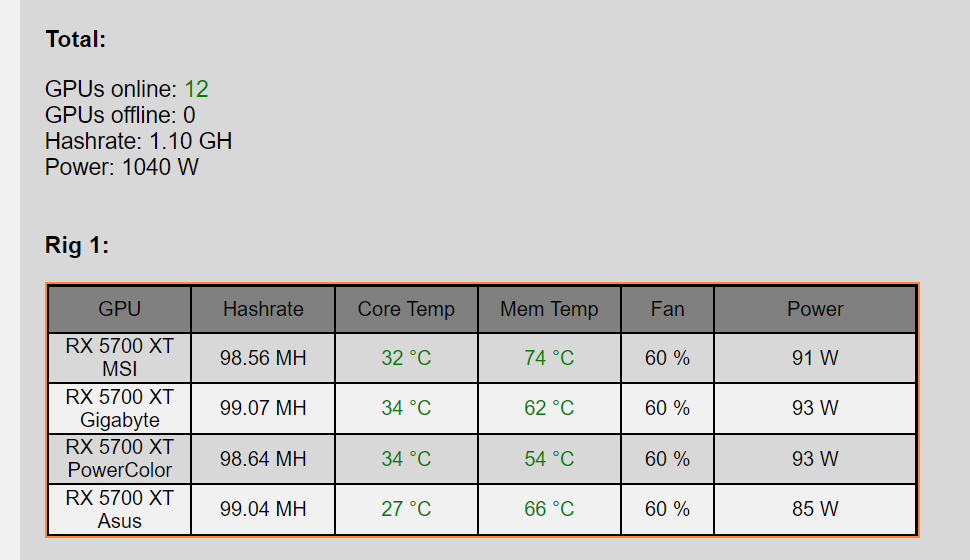 Total:
GPUs online: 12
GPUs offline: 0
Hashrate: 1.10 GH
Power: 1040 W
Rig 1:
GPU Hashrate Core Temp Mem Temp Fan Power
RX 5700 XT
MSI 98.56 MH 32 °C 74 °C 60 % 91 W
RX 5700 XT
Gigabyte 99.07 MH 34 °C 62 °C 60 % 93 W
RX 5700 XT
PowerColor 98.64 MH 34 °C 54 °C 60 % 93 W
RX 5700 XT
Asus 99.04 MH 27 °C 66 °C 60 % 85 W